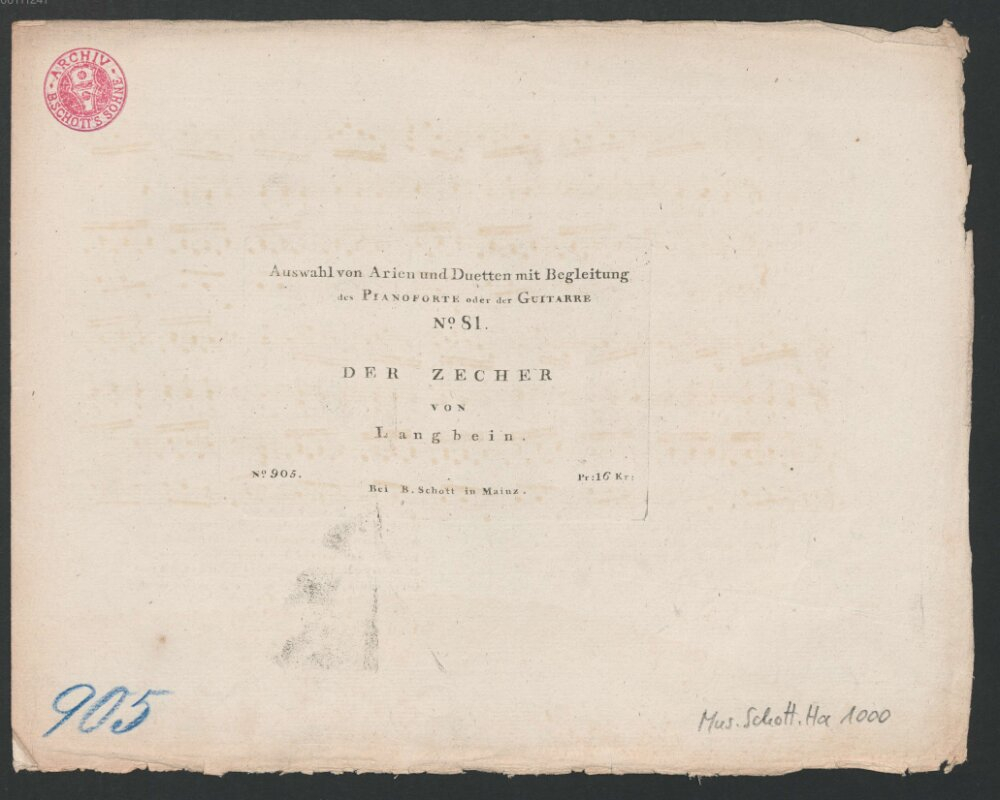 ARCHIV
B. SCHOTT'S SÖHNE
Auswahl von Arien und Duetten mit Begleitung
des PIANOFORTE oder der GUITARRE
Nº 81.
DER ZECHER
VON
Langbein.
Nº 905. Pr: 16 Kr:
Bei B. Schott in Mainz.
905
Mus. Schott. Ha 1000